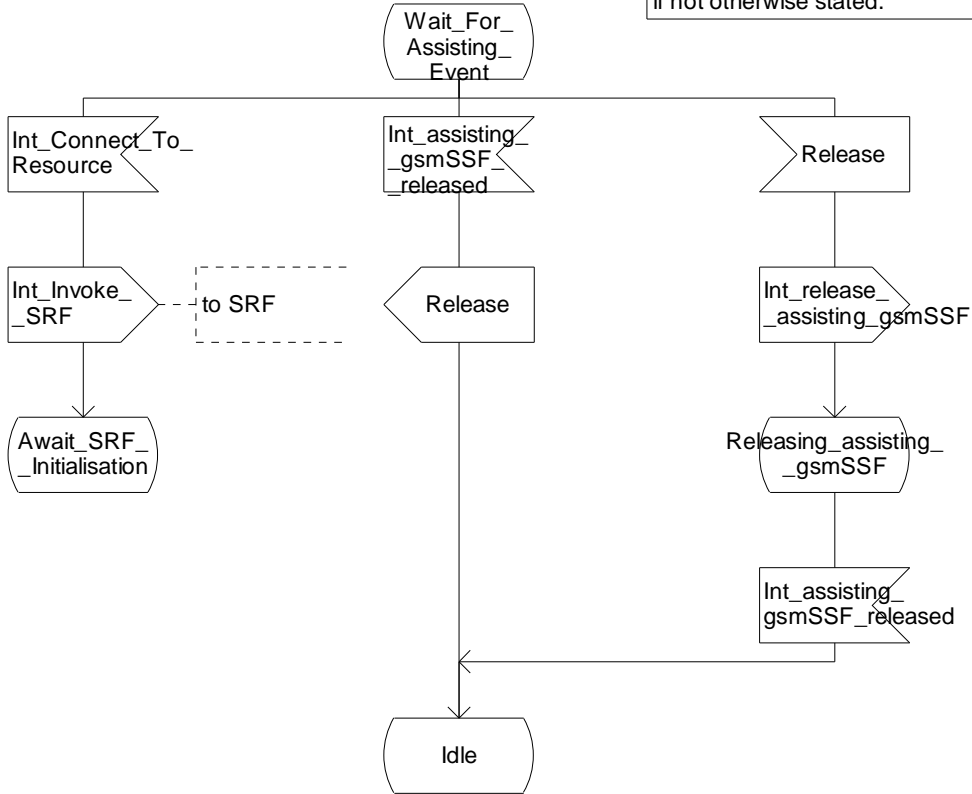 if not otherwise stated.
Wait_For_
Assisting_
Event
Int_Connect_To_
Resource
Int_assisting_
_gsmSSF_
_released
Release
Int_Invoke_
_SRF
to SRF
Release
Int_release_
_assisting_gsmSSF
Await_SRF_
_Initialisation
Releasing_assisting_
_gsmSSF
Int_assisting_
gsmSSF_released
Idle